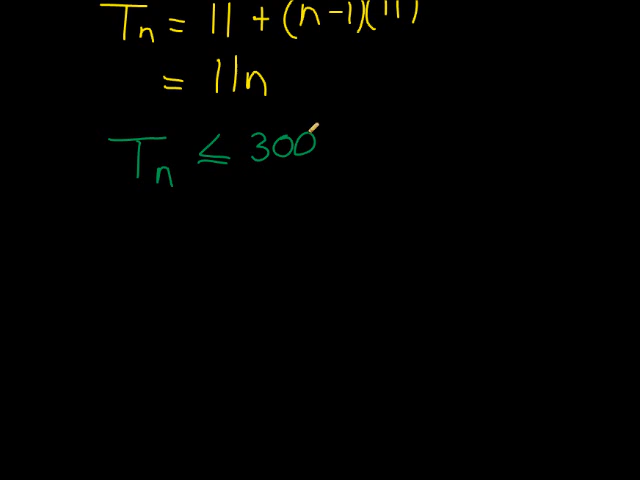 Tn = 11 + (n-1)(11)
= 11n
Tn ≤ 300